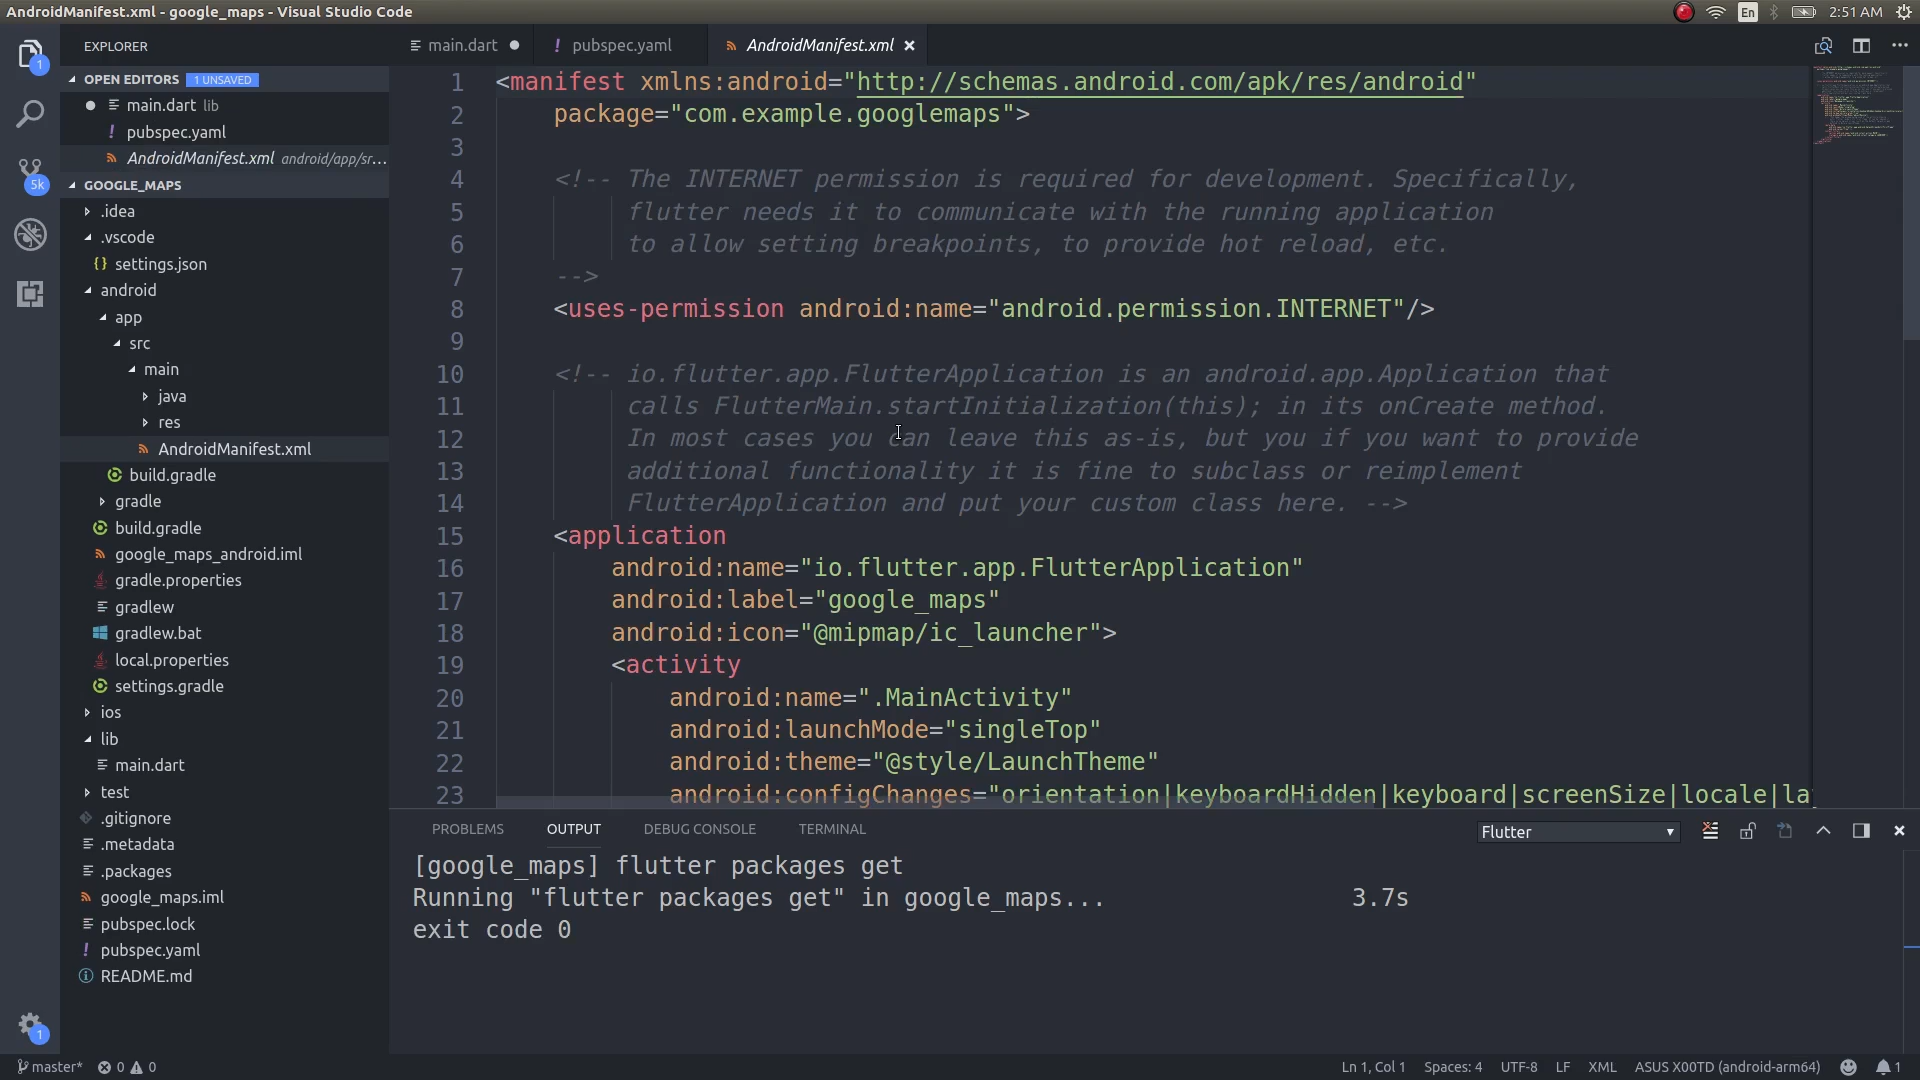 AndroidManifest.xml - google_maps - Visual Studio Code
En
2:51 AM
EXPLORER
OPEN EDITORS 1 UNSAVED
main.dart lib
pubspec.yaml
AndroidManifest.xml android/app/sr...
GOOGLE_MAPS
.idea
.vscode
settings.json
android
app
src
main
java
res
AndroidManifest.xml
build.gradle
gradle
build.gradle
google_maps_android.iml
gradle.properties
gradlew
gradlew.bat
local.properties
settings.gradle
ios
lib
main.dart
test
.gitignore
.metadata
.packages
google_maps.iml
pubspec.lock
pubspec.yaml
README.md
1
5k
1
main.dart
pubspec.yaml
AndroidManifest.xml
1 <manifest xmlns:android="http://schemas.android.com/apk/res/android"
2 package="com.example.googlemaps">
3
4 <!-- The INTERNET permission is required for development. Specifically,
5 flutter needs it to communicate with the running application
6 to allow setting breakpoints, to provide hot reload, etc.
7 -->
8 <uses-permission android:name="android.permission.INTERNET"/>
9
10 <!-- io.flutter.app.FlutterApplication is an android.app.Application that
11 calls FlutterMain.startInitialization(this); in its onCreate method.
12 In most cases you can leave this as-is, but you if you want to provide
13 additional functionality it is fine to subclass or reimplement
14 FlutterApplication and put your custom class here. -->
15 <application
16 android:name="io.flutter.app.FlutterApplication"
17 android:label="google_maps"
18 android:icon="@mipmap/ic_launcher">
19 <activity
20 android:name=".MainActivity"
21 android:launchMode="singleTop"
22 android:theme="@style/LaunchTheme"
23 android:configChanges="orientation|keyboardHidden|keyboard|screenSize|locale|la
PROBLEMS OUTPUT DEBUG CONSOLE TERMINAL
Flutter
[google_maps] flutter packages get
Running "flutter packages get" in google_maps... 3.7s
exit code 0
master* 0 0
Ln 1, Col 1 Spaces: 4 UTF-8 LF XML ASUS X00TD (android-arm64) 1